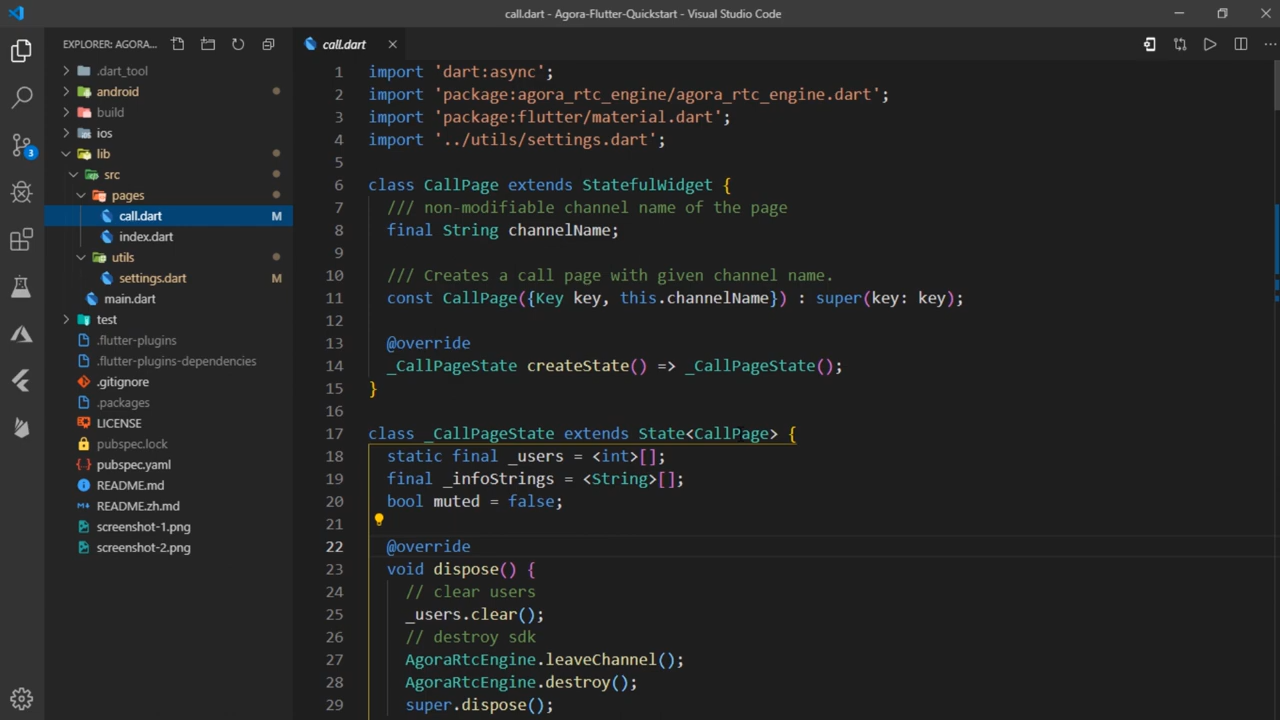 call.dart - Agora-Flutter-Quickstart - Visual Studio Code
EXPLORER: AGORA...
.dart_tool
android
build
ios
lib
src
pages
call.dart M
index.dart
utils
settings.dart M
main.dart
test
.flutter-plugins
.flutter-plugins-dependencies
.gitignore
.packages
LICENSE
pubspec.lock
pubspec.yaml
README.md
README.zh.md
screenshot-1.png
screenshot-2.png
3
call.dart
1 import 'dart:async';
2 import 'package:agora_rtc_engine/agora_rtc_engine.dart';
3 import 'package:flutter/material.dart';
4 import '../utils/settings.dart';
5
6 class CallPage extends StatefulWidget {
7 /// non-modifiable channel name of the page
8 final String channelName;
9
10 /// Creates a call page with given channel name.
11 const CallPage({Key key, this.channelName}) : super(key: key);
12
13 @override
14 _CallPageState createState() => _CallPageState();
15 }
16
17 class _CallPageState extends State<CallPage> {
18 static final _users = <int>[];
19 final _infoStrings = <String>[];
20 bool muted = false;
21
22 @override
23 void dispose() {
24 // clear users
25 _users.clear();
26 // destroy sdk
27 AgoraRtcEngine.leaveChannel();
28 AgoraRtcEngine.destroy();
29 super.dispose();